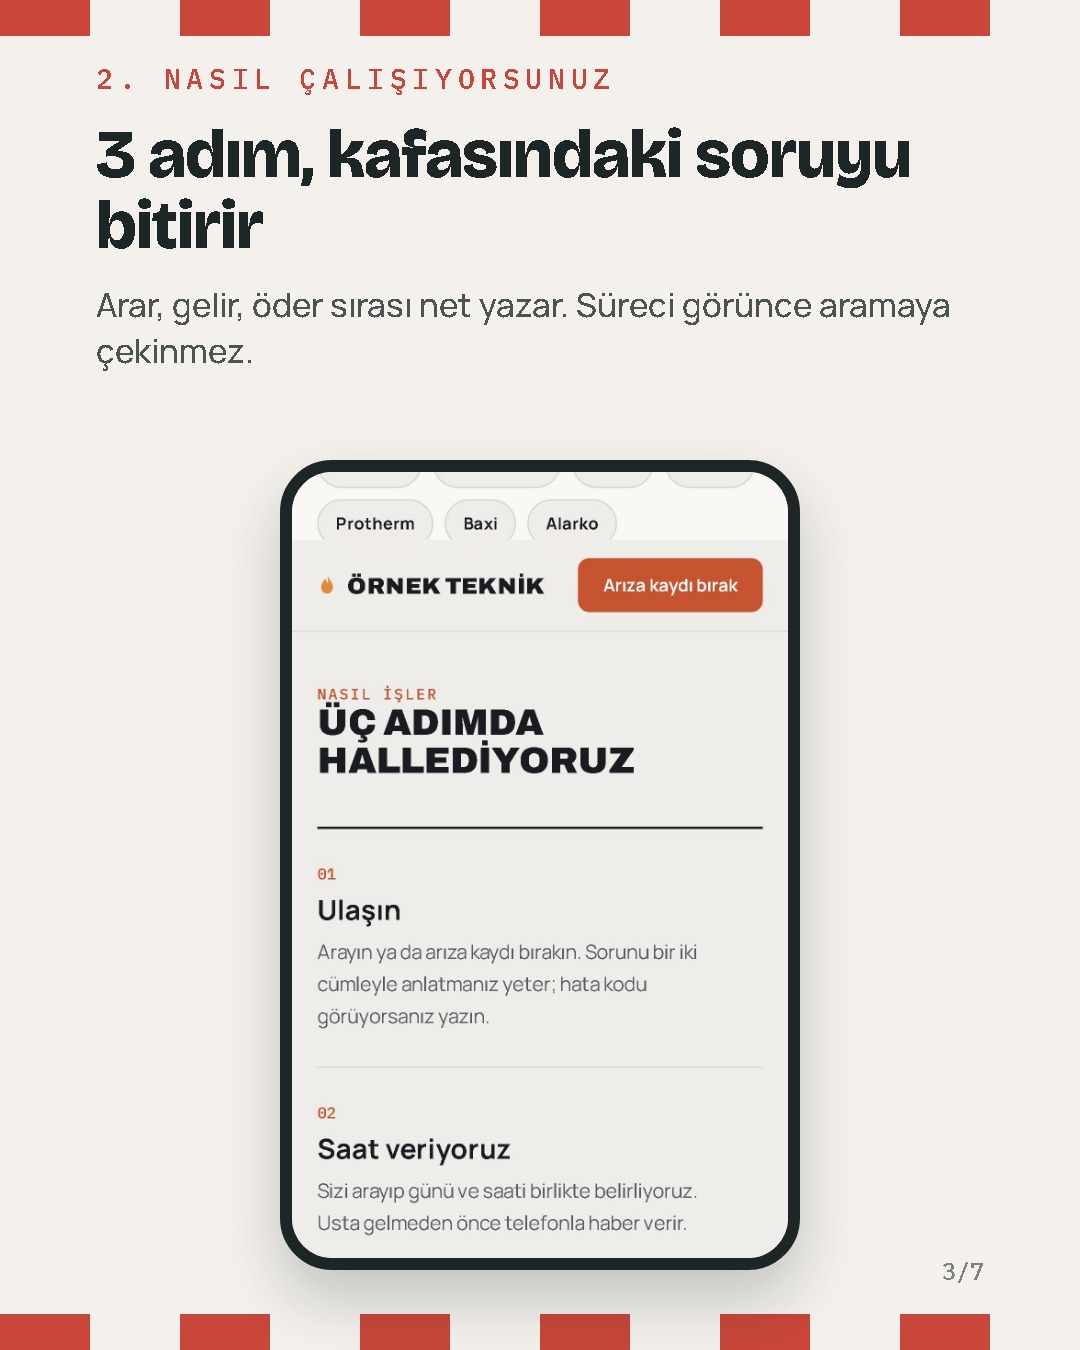 2. NASIL ÇALIŞIYORSUNUZ
3 adım, kafasındaki soruyu
bitirir
Arar, gelir, öder sırası net yazar. Süreci görünce aramaya
çekinmez.
Protherm Baxi Alarko
ÖRNEK TEKNİK Arıza kaydı bırak
NASIL İŞLER
ÜÇ ADIMDA
HALLEDİYORUZ
01
Ulaşın
Arayın ya da arıza kaydı bırakın. Sorunu bir iki
cümleyle anlatmanız yeter; hata kodu
görüyorsanız yazın.
02
Saat veriyoruz
Sizi arayıp günü ve saati birlikte belirliyoruz.
Usta gelmeden önce telefonla haber verir.
3/7